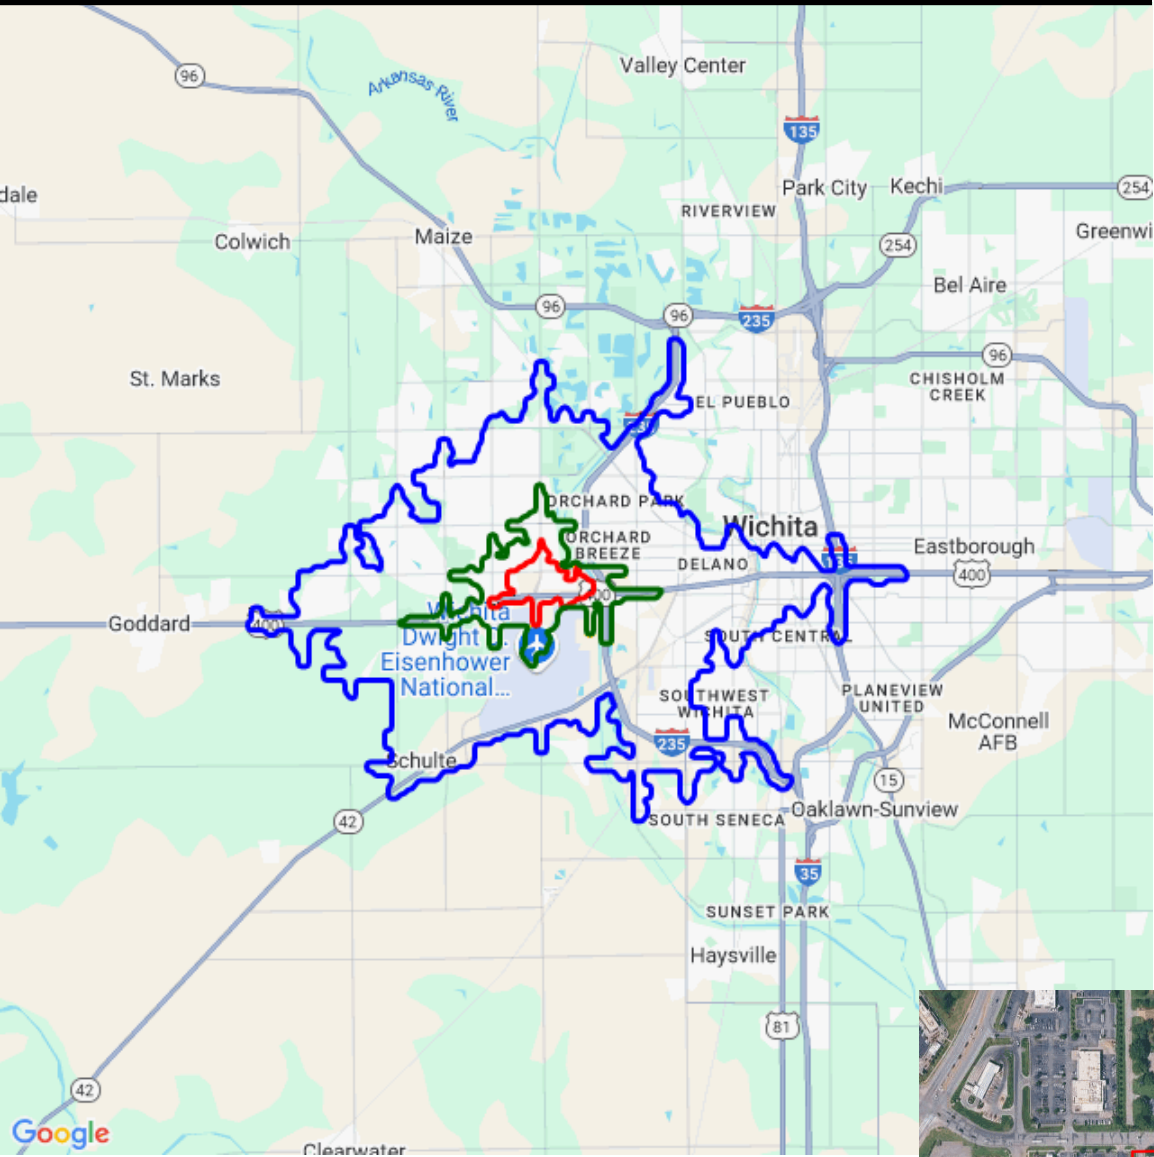 Valley Center
96
Arkansas
River
135
Park City
Kechi
254
dale
RIVERVIEW
Colwich
Maize
254
Greenwi
Bel Aire
96
96
235
96
St. Marks
CHISHOLM
CREEK
EL PUEBLO
ORCHARD PARK
Wichita
ORCHARD
BREEZE
DELANO
Eastborough
400
400
Goddard
400
Wichita
Dwight D.
Eisenhower
National...
SOUTH CENTRAL
SOUTHWEST
WICHITA
PLANEVIEW
UNITED
McConnell
AFB
235
Schulte
15
42
SOUTH SENECA
Oaklawn-Sunview
35
SUNSET PARK
Haysville
81
42
Google
Clearwater